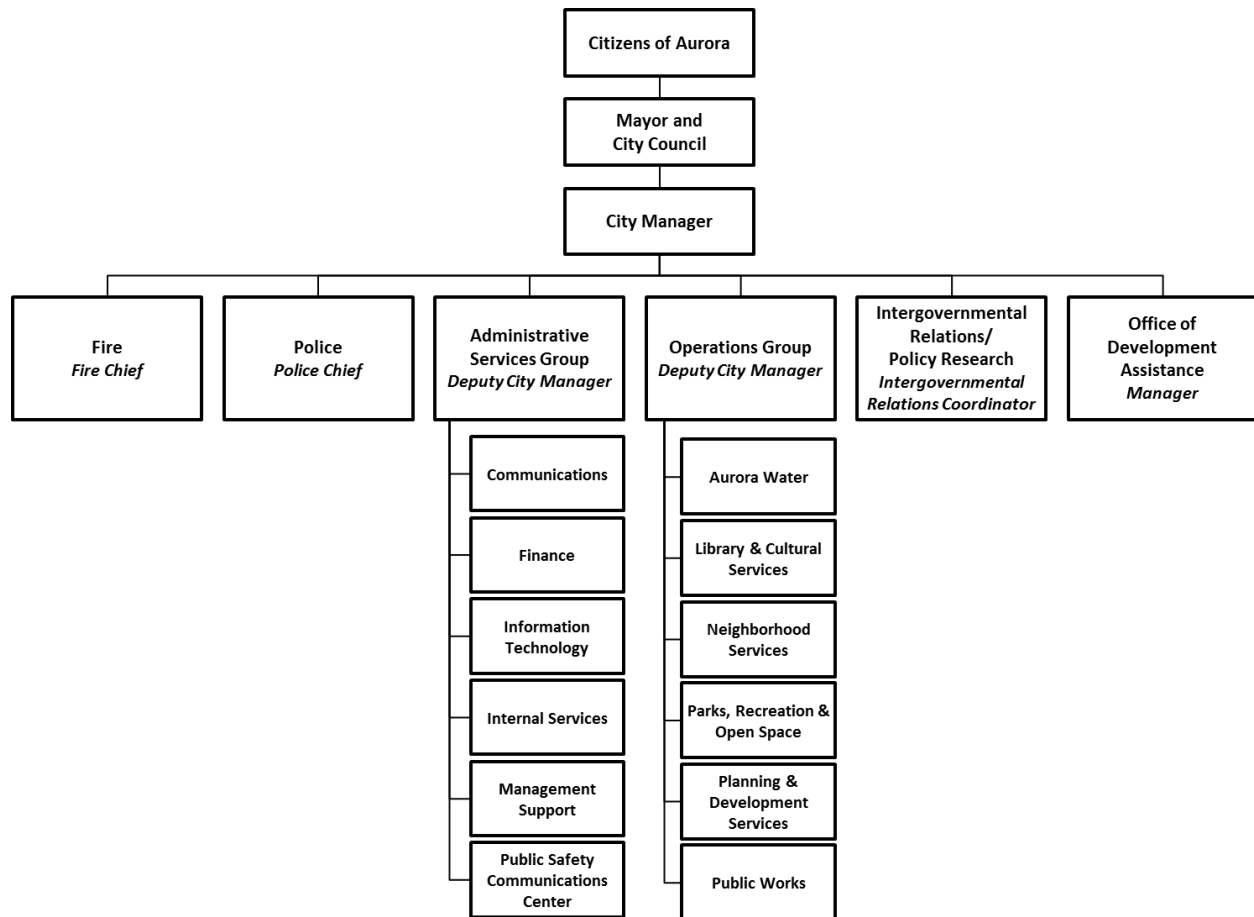 Citizens of Aurora
Mayor and
City Council
City Manager
Fire
Fire Chief
Police
Police Chief
Administrative
Services Group
Deputy City Manager
Operations Group
Deputy City Manager
Intergovernmental
Relations/
Policy Research
Intergovernmental
Relations Coordinator
Office of
Development
Assistance
Manager
Communications
Finance
Information
Technology
Internal Services
Management
Support
Public Safety
Communications
Center
Aurora Water
Library & Cultural
Services
Neighborhood
Services
Parks, Recreation &
Open Space
Planning &
Development
Services
Public Works